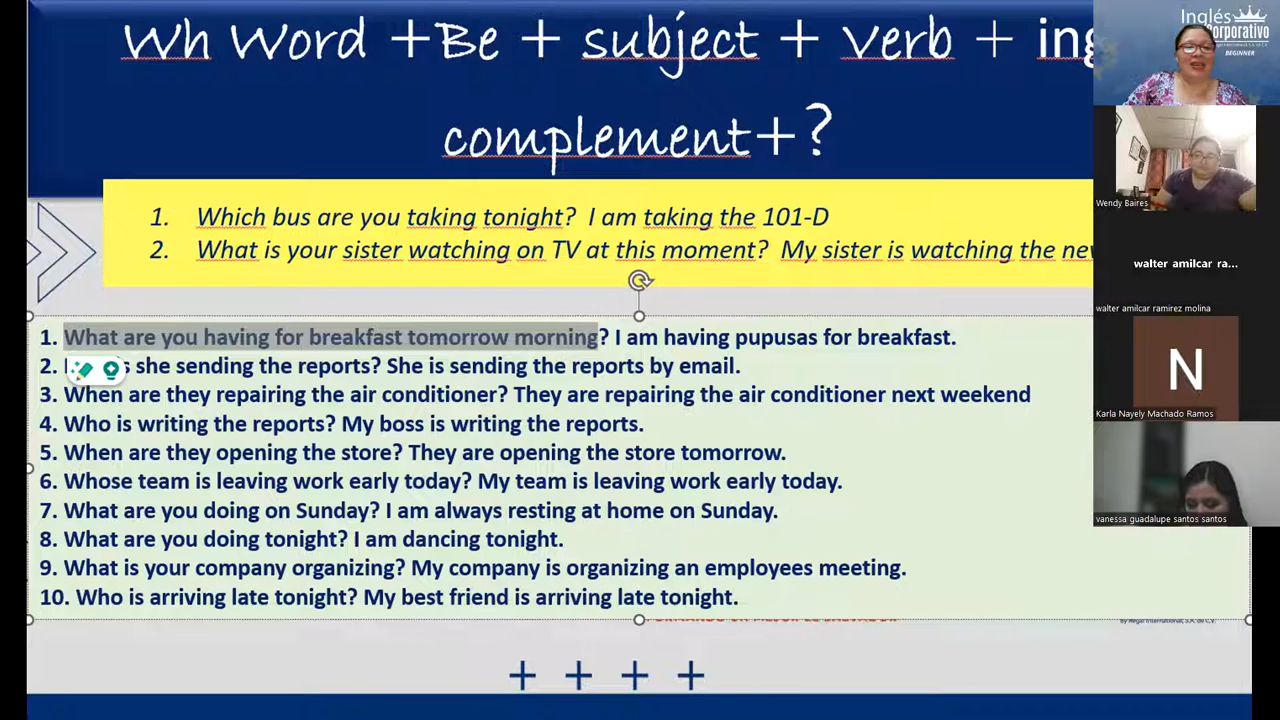 Wh Word +Be + subject + Verb + ing
complement+?
1. Which bus are you taking tonight? I am taking the 101-D
2. What is your sister watching on TV at this moment? My sister is watching the
1. What are you having for breakfast tomorrow morning? I am having pupusas for breakfast.
2. she sending the reports? She is sending the reports by email.
3. When are they repairing the air conditioner? They are repairing the air conditioner next weekend
4. Who is writing the reports? My boss is writing the reports.
5. When are they opening the store? They are opening the store tomorrow.
6. Whose team is leaving work early today? My team is leaving work early today.
7. What are you doing on Sunday? I am always resting at home on Sunday.
8. What are you doing tonight? I am dancing tonight.
9. What is your company organizing? My company is organizing an employees meeting.
10. Who is arriving late tonight? My best friend is arriving late tonight.
+ + + +
Inglés
BEGINNER
Wendy Baires
walter amilcar ra...
walter amilcar ramirez molina
N
Karla Nayely Machado Ramos
vanessa guadalupe santos santos